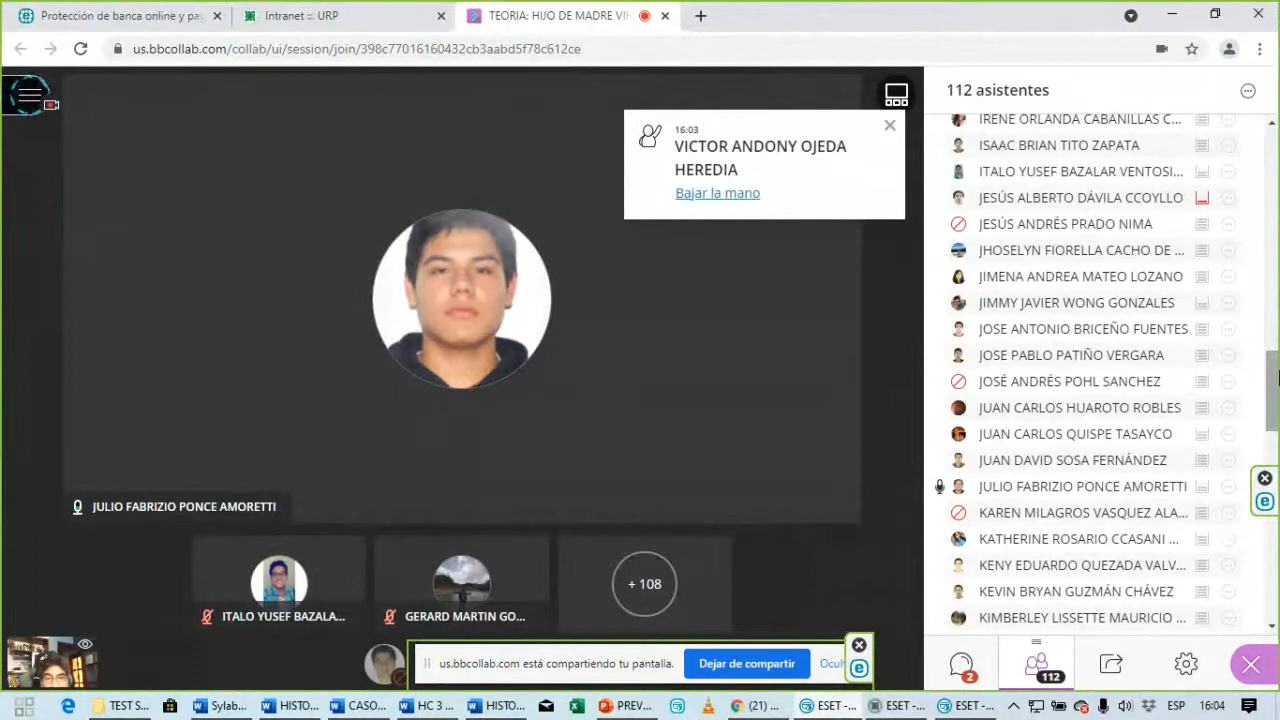 Protección de banca online y pa
Intranet ::. URP
TEORIA: HIJO DE MADRE VIH
us.bbcollab.com/collab/ui/session/join/398c77016160432cb3aabd5f78c612ce
16:03
VICTOR ANDONY OJEDA
HEREDIA
Bajar la mano
JULIO FABRIZIO PONCE AMORETTI
ITALO YUSEF BAZALA...
GERARD MARTIN GO...
+ 108
us.bbcollab.com está compartiendo tu pantalla.
Dejar de compartir
Ocul
112 asistentes
IRENE ORLANDA CABANILLAS C...
ISAAC BRIAN TITO ZAPATA
ITALO YUSEF BAZALAR VENTOSI...
JESÚS ALBERTO DÁVILA CCOYLLO
JESÚS ANDRÉS PRADO NIMA
JHOSELYN FIORELLA CACHO DE ...
JIMENA ANDREA MATEO LOZANO
JIMMY JAVIER WONG GONZALES
JOSE ANTONIO BRICEÑO FUENTES
JOSE PABLO PATIÑO VERGARA
JOSÉ ANDRÉS POHL SANCHEZ
JUAN CARLOS HUAROTO ROBLES
JUAN CARLOS QUISPE TASAYCO
JUAN DAVID SOSA FERNÁNDEZ
JULIO FABRIZIO PONCE AMORETTI
KAREN MILAGROS VASQUEZ ALA...
KATHERINE ROSARIO CCASANI ...
KENY EDUARDO QUEZADA VALV...
KEVIN BRYAN GUZMÁN CHÁVEZ
KIMBERLEY LISSETTE MAURICIO ...
2
112
TEST S...
Sylab...
HISTO...
CASO...
HC 3 ...
HISTO...
PREV...
(21) ...
ESET -...
ESET -...
ESET -...
ESP
16:04